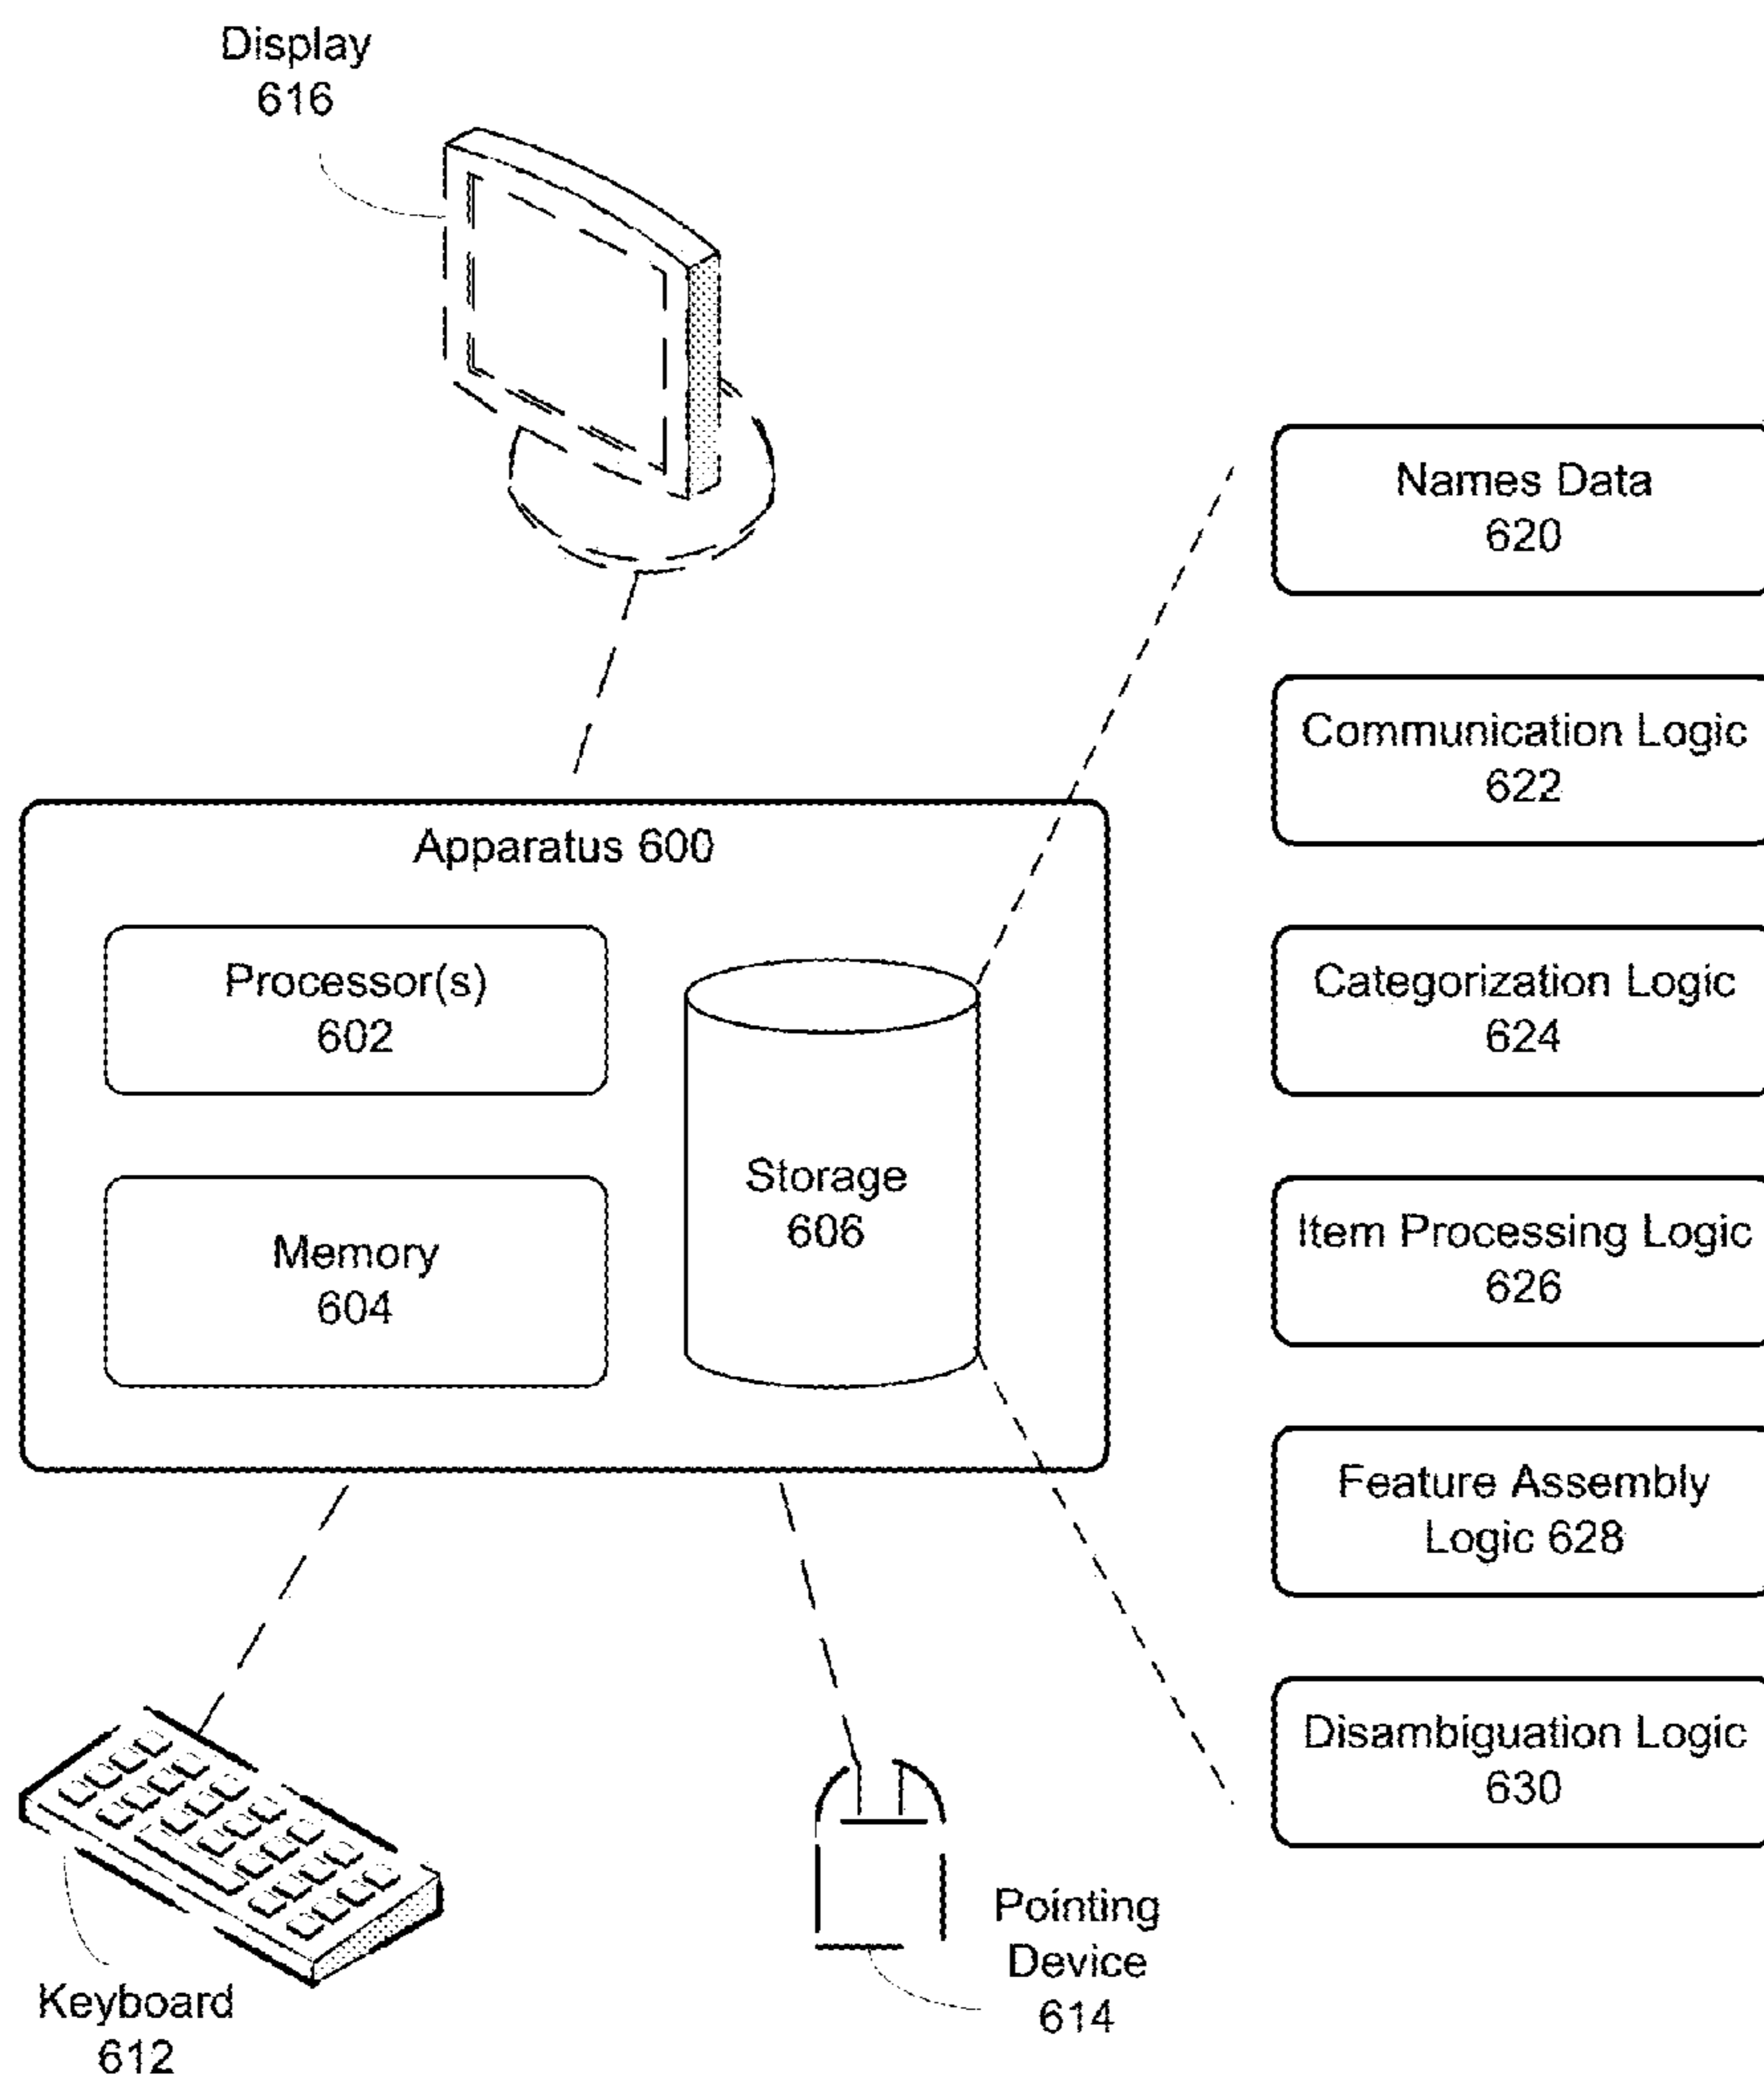 Display
616
Names Data
620
Communication Logic
622
Apparatus 600
Processor(s)
602
Memory
604
Storage
606
Categorization Logic
624
Item Processing Logic
626
Feature Assembly
Logic 628
Disambiguation Logic
630
Keyboard
612
Pointing
Device
614